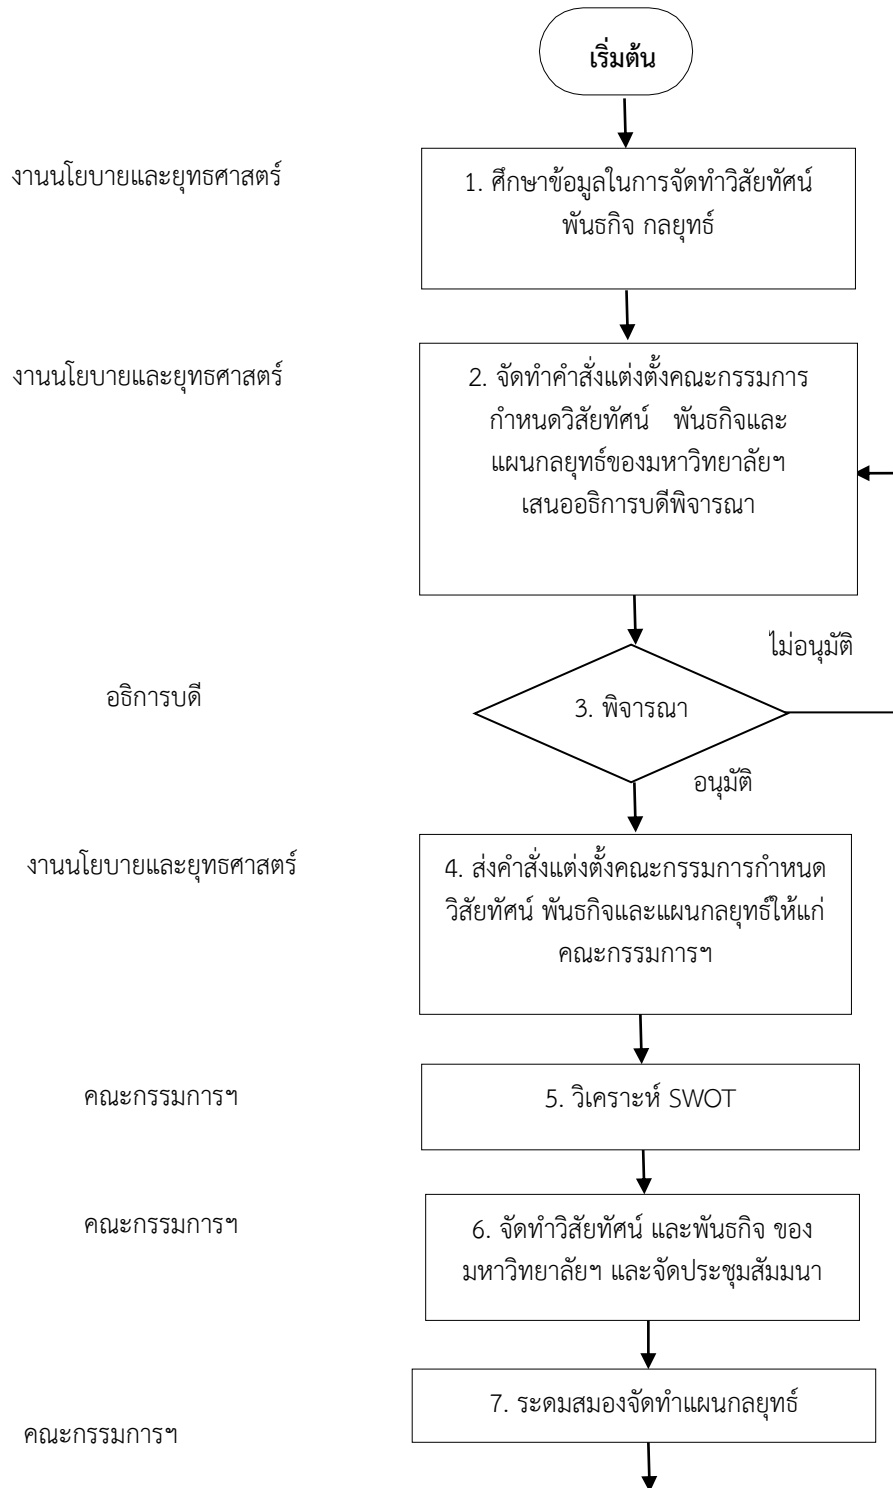 เริ่มต้น
งานนโยบายและยุทธศาสตร์
1. ศึกษาข้อมูลในการจัดทำวิสัยทัศน์
พันธกิจ กลยุทธ์
งานนโยบายและยุทธศาสตร์
2. จัดทำคำสั่งแต่งตั้งคณะกรรมการ
กำหนดวิสัยทัศน์ พันธกิจและ
แผนกลยุทธ์ของมหาวิทยาลัยฯ
เสนออธิการบดีพิจารณา
ไม่อนุมัติ
อธิการบดี
3. พิจารณา
อนุมัติ
งานนโยบายและยุทธศาสตร์
4. ส่งคำสั่งแต่งตั้งคณะกรรมการกำหนด
วิสัยทัศน์ พันธกิจและแผนกลยุทธ์ให้แก่
คณะกรรมการฯ
คณะกรรมการฯ
5. วิเคราะห์ SWOT
คณะกรรมการฯ
6. จัดทำวิสัยทัศน์ และพันธกิจ ของ
มหาวิทยาลัยฯ และจัดประชุมสัมมนา
7. ระดมสมองจัดทำแผนกลยุทธ์
คณะกรรมการฯ